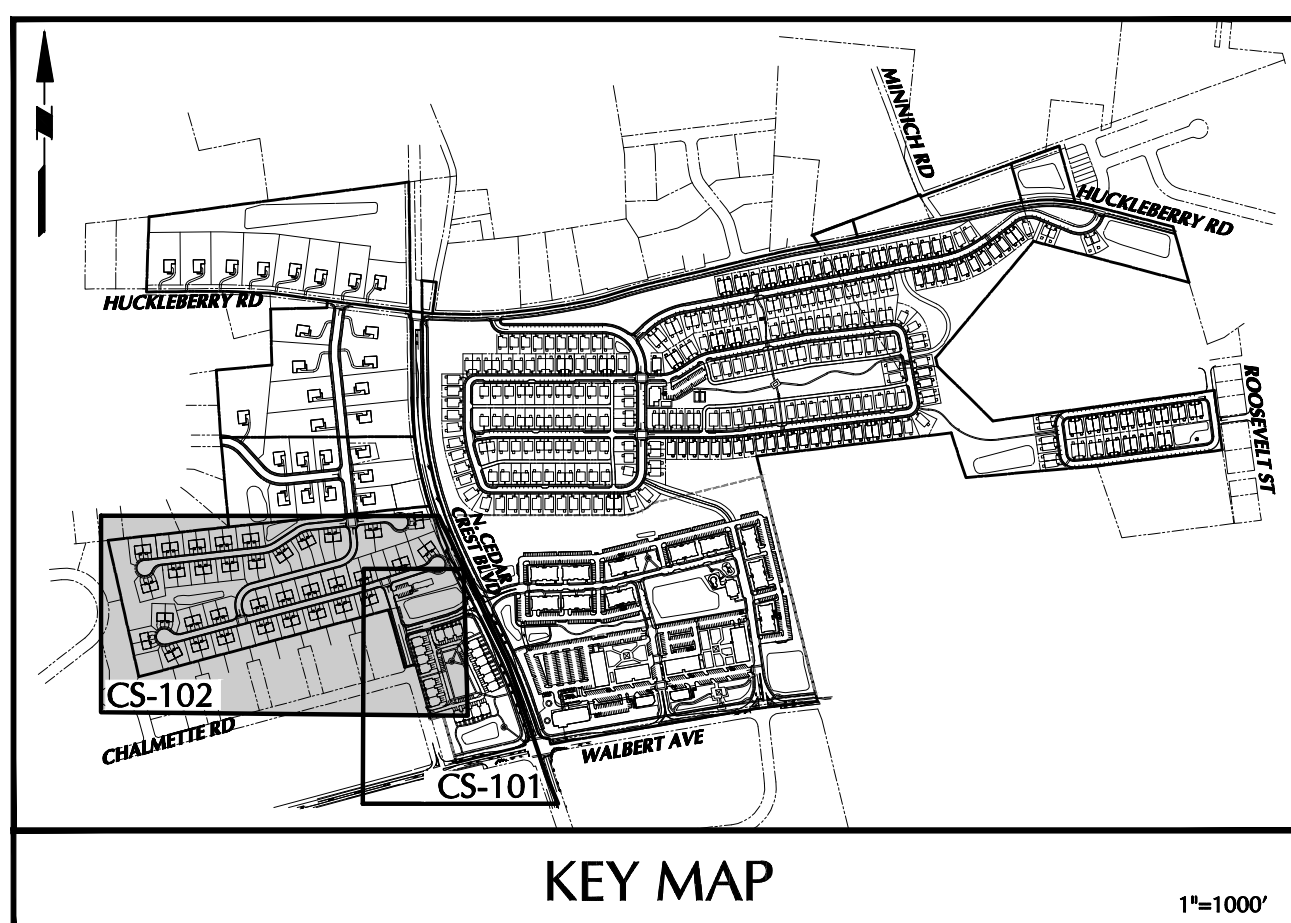 MINNICH RD
HUCKLEBERRY RD
HUCKLEBERRY RD
ROOSEVELT ST
N. CEDAR
CREST BLVD
CS-102
CHALMETTE RD
WALBERT AVE
CS-101
KEY MAP
1"=1000'